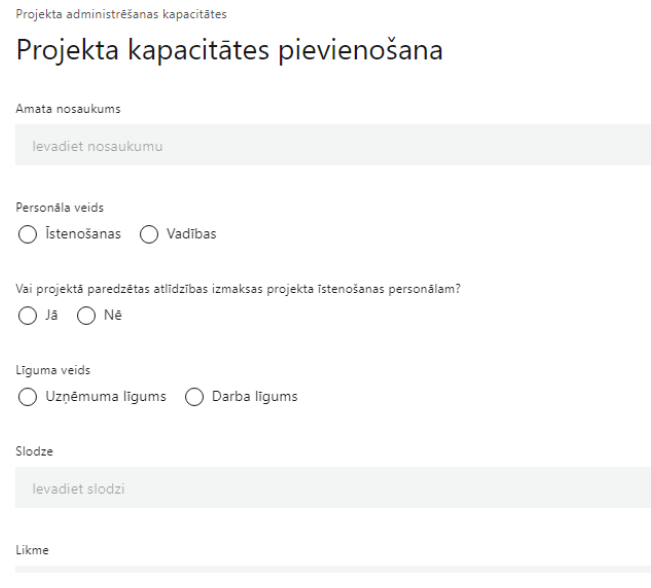 Projekta administrēšanas kapacitātes
Projekta kapacitātes pievienošana
Amata nosaukums
Ievadiet nosaukumu
Personāla veids
Īstenošanas Vadības
Vai projektā paredzētas atlīdzības izmaksas projekta īstenošanas personālam?
Jā Nē
Līguma veids
Uzņēmuma līgums Darba līgums
Slodze
Ievadiet slodzi
Likme